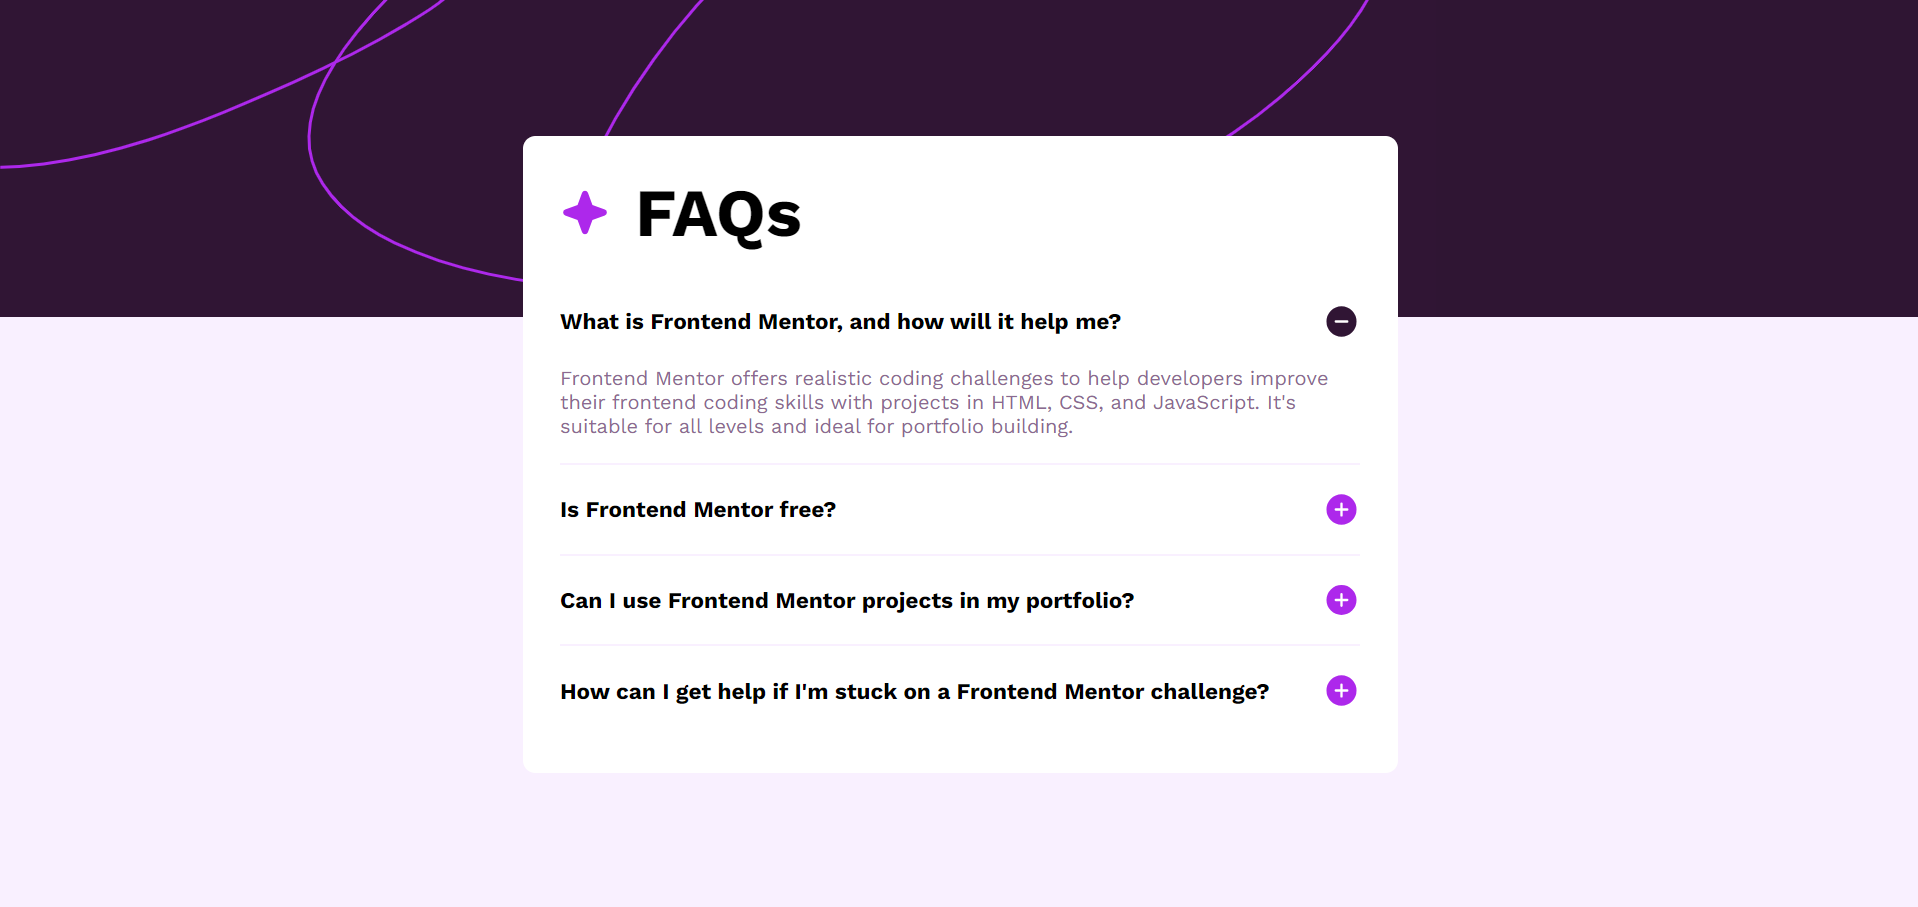 FAQs
What is Frontend Mentor, and how will it help me?
Frontend Mentor offers realistic coding challenges to help developers improve
their frontend coding skills with projects in HTML, CSS, and JavaScript. It's
suitable for all levels and ideal for portfolio building.
Is Frontend Mentor free?
Can I use Frontend Mentor projects in my portfolio?
How can I get help if I'm stuck on a Frontend Mentor challenge?